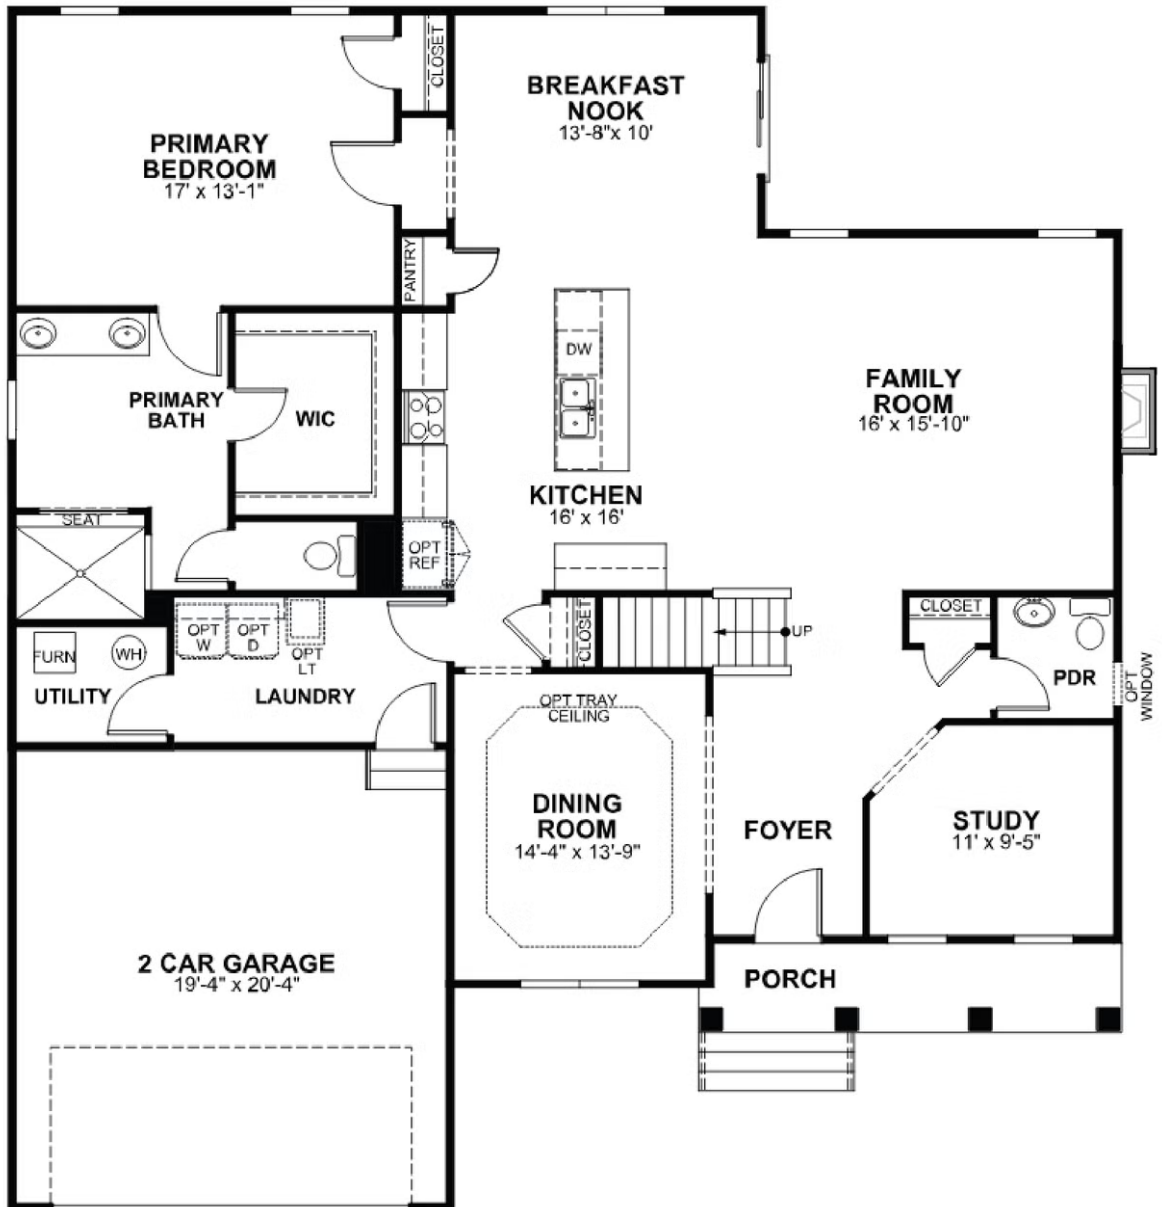 CLOSET
BREAKFAST
NOOK
13'-8"x 10'
PRIMARY
BEDROOM
17' x 13'-1"
PANTRY
DW
PRIMARY
BATH
WIC
FAMILY
ROOM
16' x 15'-10"
KITCHEN
16' x 16'
SEAT
OPT
REF
CLOSET
CLOSET
UP
OPT
W
OPT
D
OPT
LT
FURN
WH
UTILITY
LAUNDRY
PDR
OPT
WINDOW
OPT TRAY
CEILING
DINING
ROOM
14'-4" x 13'-9"
FOYER
STUDY
11' x 9'-5"
2 CAR GARAGE
19'-4" x 20'-4"
PORCH